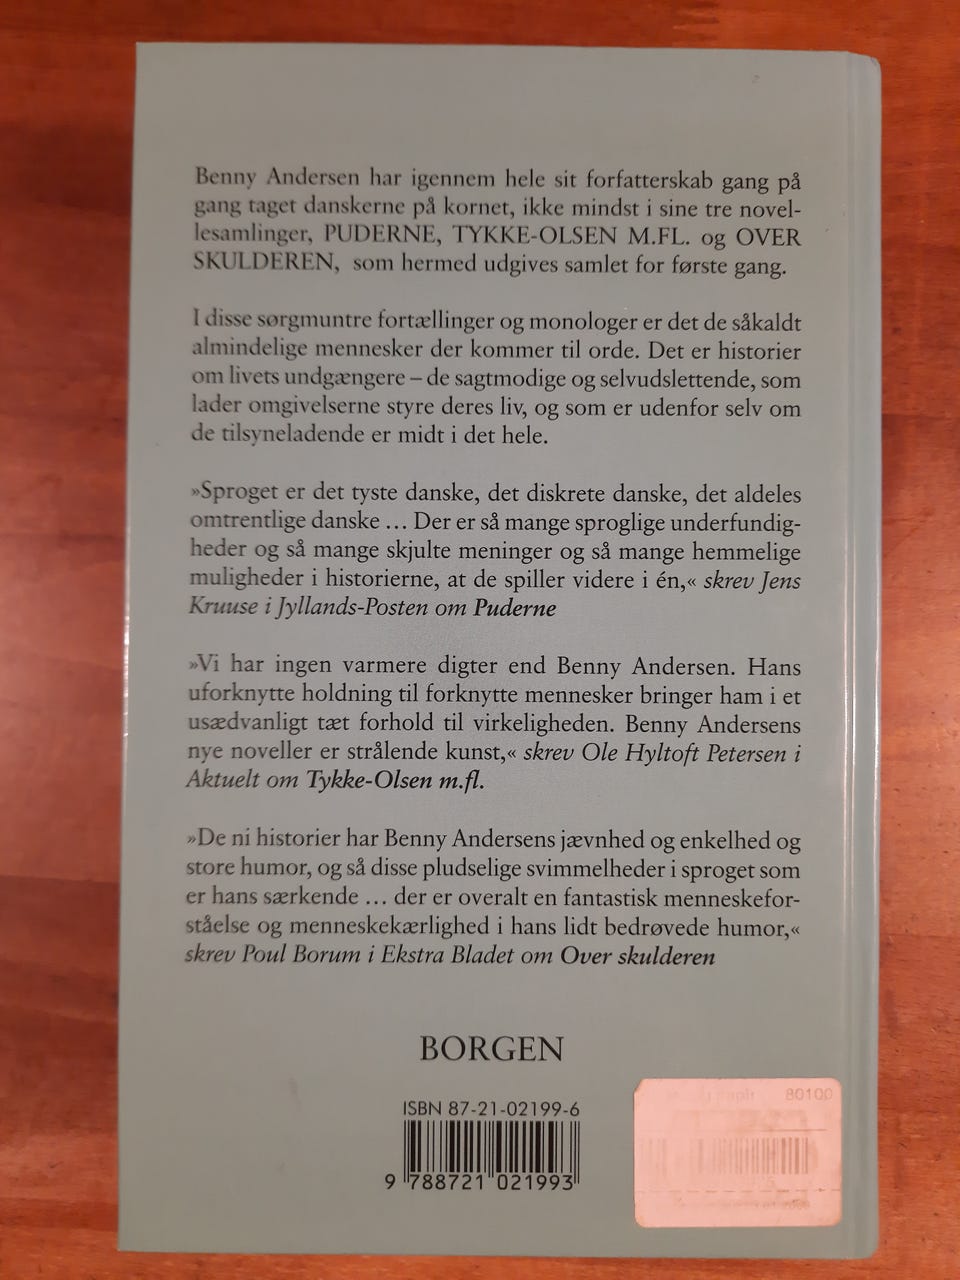 Benny Andersen har igennem hele sit forfatterskab gang på
gang taget danskerne på kornet, ikke mindst i sine tre novel-
lesamlinger, PUDERNE, TYKKE-OLSEN M.FL. og OVER
SKULDEREN, som hermed udgives samlet for første gang.
I disse sørgmuntre fortællinger og monologer er det de såkaldt
almindelige mennesker der kommer til orde. Det er historier
om livets undgængere – de sagtmodige og selvudslettende, som
lader omgivelserne styre deres liv, og som er udenfor selv om
de tilsyneladende er midt i det hele.
»Sproget er det tyste danske, det diskrete danske, det aldeles
omtrentlige danske ... Der er så mange sproglige underfundig-
heder og så mange skjulte meninger og så mange hemmelige
muligheder i historierne, at de spiller videre i én,« skrev Jens
Kruuse i Jyllands-Posten om Puderne
»Vi har ingen varmere digter end Benny Andersen. Hans
uforknytte holdning til forknytte mennesker bringer ham i et
usædvanligt tæt forhold til virkeligheden. Benny Andersens
nye noveller er strålende kunst,« skrev Ole Hyltoft Petersen i
Aktuelt om Tykke-Olsen m.fl.
»De ni historier har Benny Andersens jævnhed og enkelhed og
store humor, og så disse pludselige svimmelheder i sproget som
er hans særkende ... der er overalt en fantastisk menneskefor-
ståelse og menneskekærlighed i hans lidt bedrøvede humor,«
skrev Poul Borum i Ekstra Bladet om Over skulderen
BORGEN
ISBN 87-21-02199-6
9 788721 021993
80100